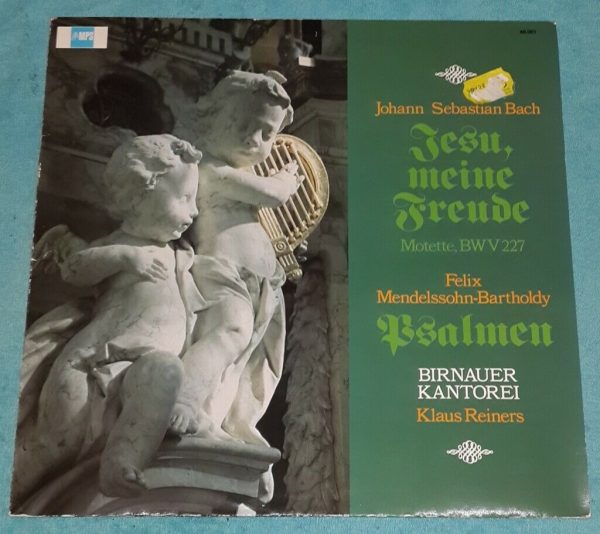 MPS
Johann Sebastian Bach
Jesu,
meine
Freude
Motette, BWV 227
Felix
Mendelssohn-Bartholdy
Psalmen
BIRNAUER
KANTOREI
Klaus Reiners